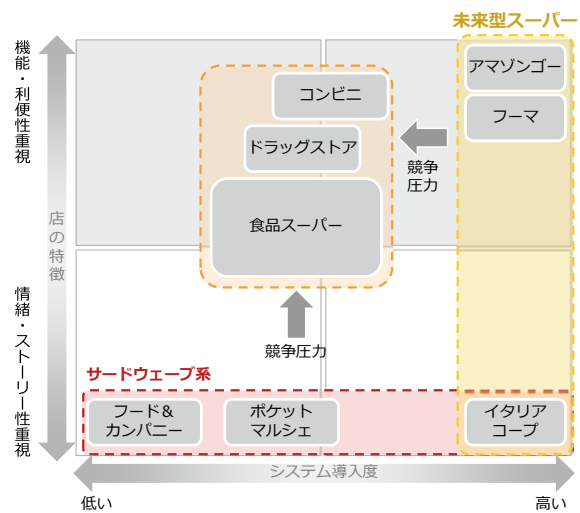 未来型スーパー
機能・利便性重視
アマゾンゴー
コンビニ
フーマ
ドラッグストア
競争
圧力
店の特徴
食品スーパー
情緒・ストーリー性重視
競争圧力
サードウェーブ系
フード&
カンパニー
ポケット
マルシェ
イタリア
コープ
システム導入度
低い
高い